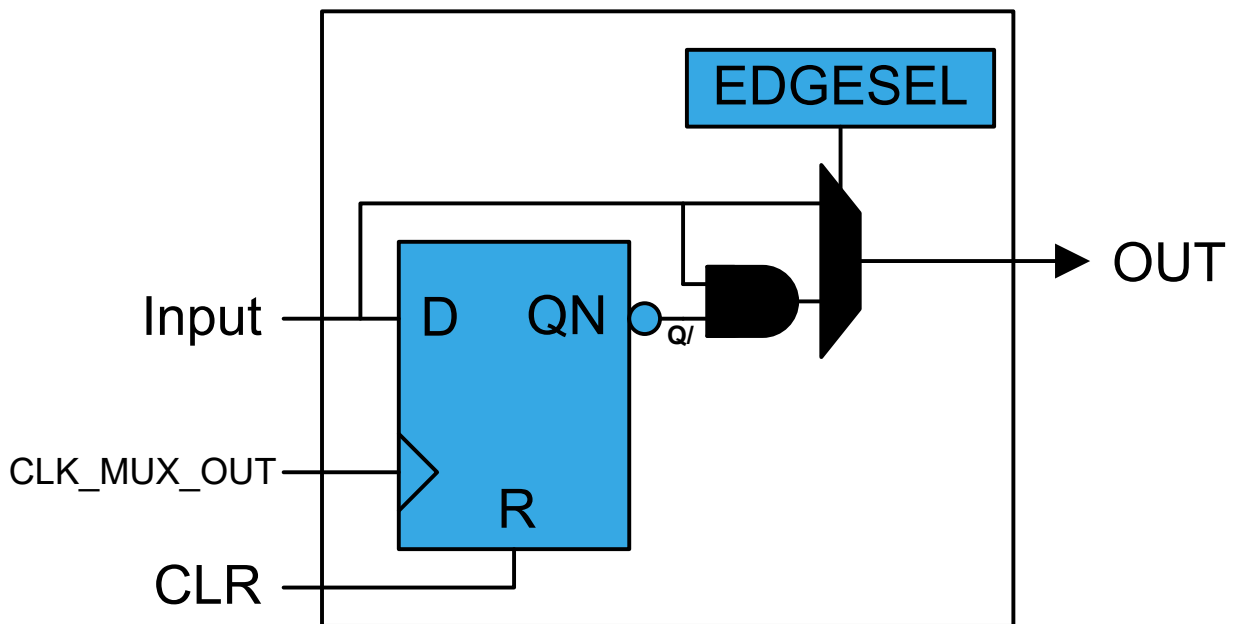 EDGESEL
OUT
Input
D QN
Q/
CLK_MUX_OUT
R
CLR